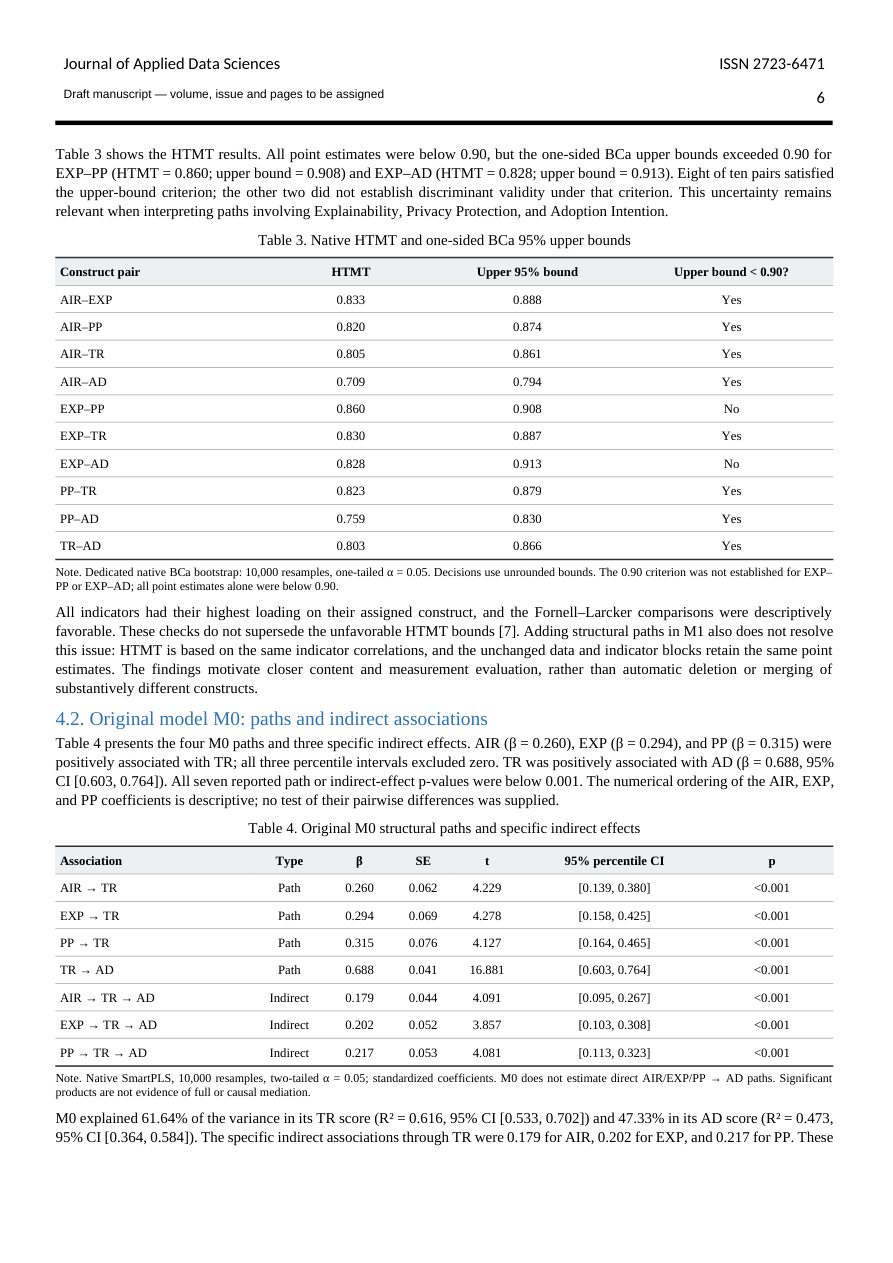 Journal of Applied Data Sciences ISSN 2723-6471
Draft manuscript — volume, issue and pages to be assigned 6
Table 3 shows the HTMT results. All point estimates were below 0.90, but the one-sided BCa upper bounds exceeded 0.90 for
EXP–PP (HTMT = 0.860; upper bound = 0.908) and EXP–AD (HTMT = 0.828; upper bound = 0.913). Eight of ten pairs satisfied
the upper-bound criterion; the other two did not establish discriminant validity under that criterion. This uncertainty remains
relevant when interpreting paths involving Explainability, Privacy Protection, and Adoption Intention.
Table 3. Native HTMT and one-sided BCa 95% upper bounds
Construct pair HTMT Upper 95% bound Upper bound < 0.90?
AIR–EXP 0.833 0.888 Yes
AIR–PP 0.820 0.874 Yes
AIR–TR 0.805 0.861 Yes
AIR–AD 0.709 0.794 Yes
EXP–PP 0.860 0.908 No
EXP–TR 0.830 0.887 Yes
EXP–AD 0.828 0.913 No
PP–TR 0.823 0.879 Yes
PP–AD 0.759 0.830 Yes
TR–AD 0.803 0.866 Yes
Note. Dedicated native BCa bootstrap: 10,000 resamples, one-tailed α = 0.05. Decisions use unrounded bounds. The 0.90 criterion was not established for EXP–
PP or EXP–AD; all point estimates alone were below 0.90.
All indicators had their highest loading on their assigned construct, and the Fornell–Larcker comparisons were descriptively
favorable. These checks do not supersede the unfavorable HTMT bounds [7]. Adding structural paths in M1 also does not resolve
this issue: HTMT is based on the same indicator correlations, and the unchanged data and indicator blocks retain the same point
estimates. The findings motivate closer content and measurement evaluation, rather than automatic deletion or merging of
substantively different constructs.
4.2. Original model M0: paths and indirect associations
Table 4 presents the four M0 paths and three specific indirect effects. AIR (β = 0.260), EXP (β = 0.294), and PP (β = 0.315) were
positively associated with TR; all three percentile intervals excluded zero. TR was positively associated with AD (β = 0.688, 95%
CI [0.603, 0.764]). All seven reported path or indirect-effect p-values were below 0.001. The numerical ordering of the AIR, EXP,
and PP coefficients is descriptive; no test of their pairwise differences was supplied.
Table 4. Original M0 structural paths and specific indirect effects
Association Type β SE t 95% percentile CI p
AIR → TR Path 0.260 0.062 4.229 [0.139, 0.380] <0.001
EXP → TR Path 0.294 0.069 4.278 [0.158, 0.425] <0.001
PP → TR Path 0.315 0.076 4.127 [0.164, 0.465] <0.001
TR → AD Path 0.688 0.041 16.881 [0.603, 0.764] <0.001
AIR → TR → AD Indirect 0.179 0.044 4.091 [0.095, 0.267] <0.001
EXP → TR → AD Indirect 0.202 0.052 3.857 [0.103, 0.308] <0.001
PP → TR → AD Indirect 0.217 0.053 4.081 [0.113, 0.323] <0.001
Note. Native SmartPLS, 10,000 resamples, two-tailed α = 0.05; standardized coefficients. M0 does not estimate direct AIR/EXP/PP → AD paths. Significant
products are not evidence of full or causal mediation.
M0 explained 61.64% of the variance in its TR score (R² = 0.616, 95% CI [0.533, 0.702]) and 47.33% in its AD score (R² = 0.473,
95% CI [0.364, 0.584]). The specific indirect associations through TR were 0.179 for AIR, 0.202 for EXP, and 0.217 for PP. These